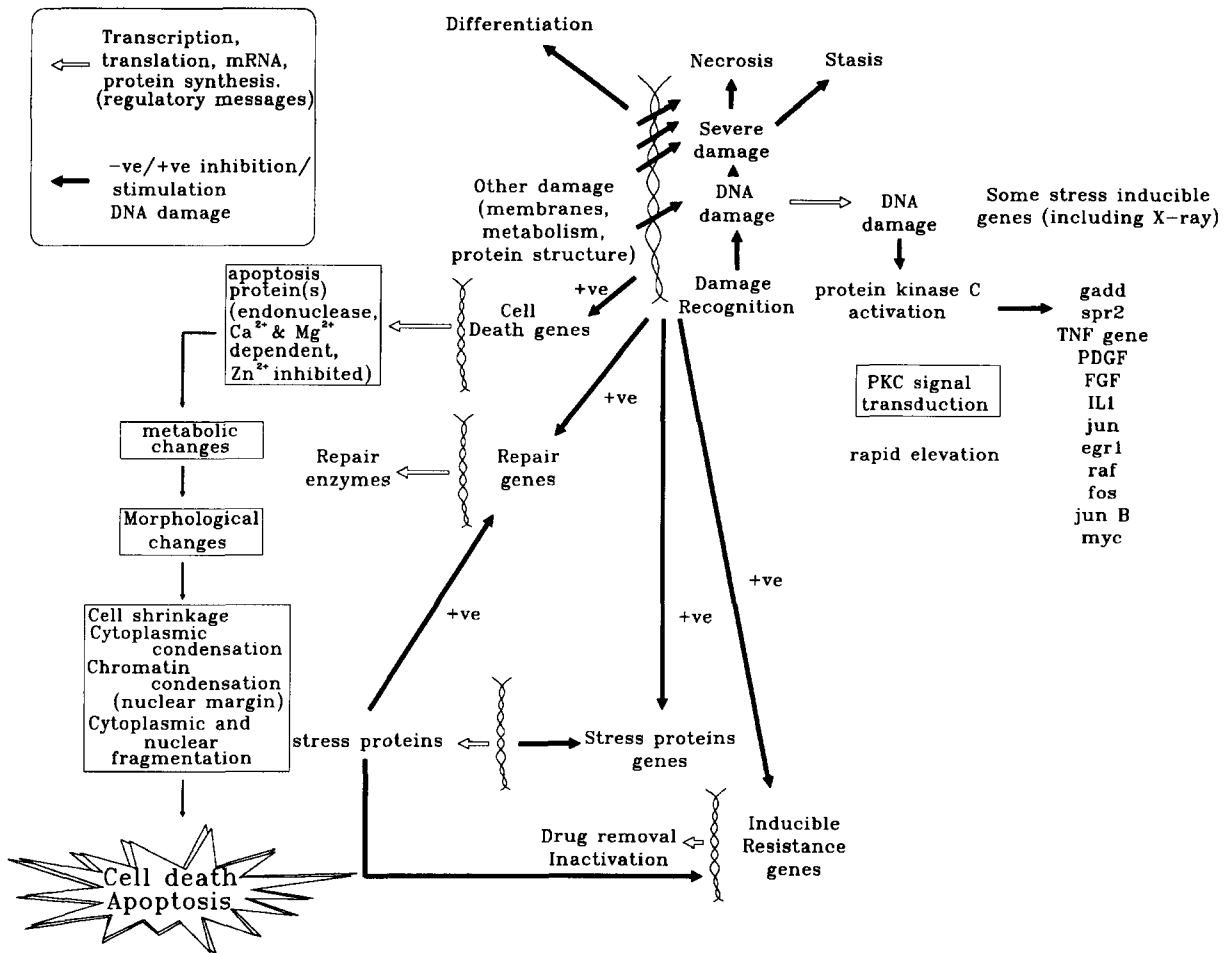 Transcription,
translation, mRNA,
protein synthesis.
(regulatory messages)
-ve/+ve inhibition/
stimulation
DNA damage
Differentiation
Necrosis
Stasis
Severe
damage
DNA
damage
Damage
Recognition
Other damage
(membranes,
metabolism,
protein structure)
DNA
damage
protein kinase C
activation
PKC signal
transduction
rapid elevation
Some stress inducible
genes (including X-ray)
gadd
spr2
TNF gene
PDGF
FGF
IL1
jun
egr1
raf
fos
jun B
myc
+ve
Cell
Death genes
apoptosis
protein(s)
(endonuclease,
Ca²⁺ & Mg²⁺
dependent,
Zn²⁺ inhibited)
metabolic
changes
Morphological
changes
Cell shrinkage
Cytoplasmic
condensation
Chromatin
condensation
(nuclear margin)
Cytoplasmic and
nuclear
fragmentation
Cell death
Apoptosis
+ve
Repair
genes
Repair
enzymes
+ve
stress proteins
+ve
Stress proteins
genes
+ve
Inducible
Resistance
genes
Drug removal
Inactivation